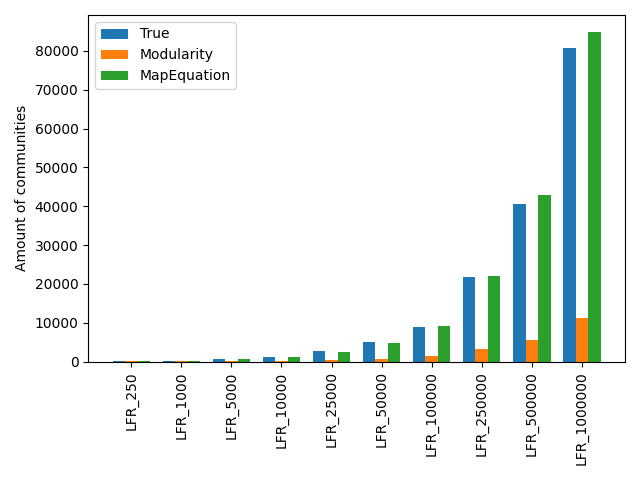 True
Modularity
MapEquation
Amount of communities
80000
70000
60000
50000
40000
30000
20000
10000
0
LFR_250
LFR_1000
LFR_5000
LFR_10000
LFR_25000
LFR_50000
LFR_100000
LFR_250000
LFR_500000
LFR_1000000